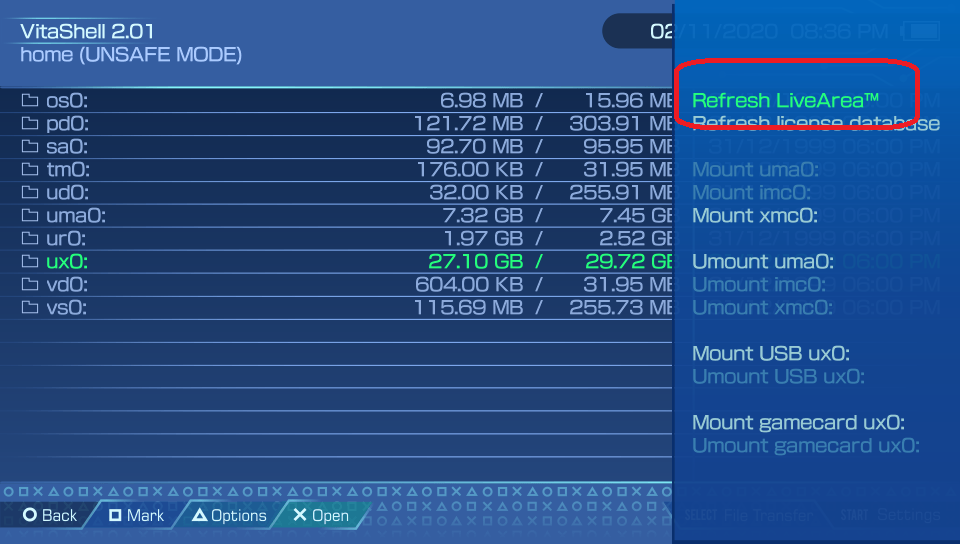 VitaShell 2.01
home (UNSAFE MODE)
02/11/2020 08:36 PM
os0: 6.98 MB / 15.96 MB
pd0: 121.72 MB / 303.91 MB
sa0: 92.70 MB / 95.95 MB
tm0: 176.00 KB / 31.95 MB
ud0: 32.00 KB / 255.91 MB
uma0: 7.32 GB / 7.45 GB
ur0: 1.97 GB / 2.52 GB
ux0: 27.10 GB / 29.72 GB
vd0: 604.00 KB / 31.95 MB
vs0: 115.69 MB / 255.73 MB
Refresh LiveArea™
Refresh license database
Mount uma0:
Mount imc0:
Mount xmc0:
Umount uma0:
Umount imc0:
Umount xmc0:
Mount USB ux0:
Umount USB ux0:
Mount gamecard ux0:
Umount gamecard ux0:
Back Mark Options Open
SELECT START Settings